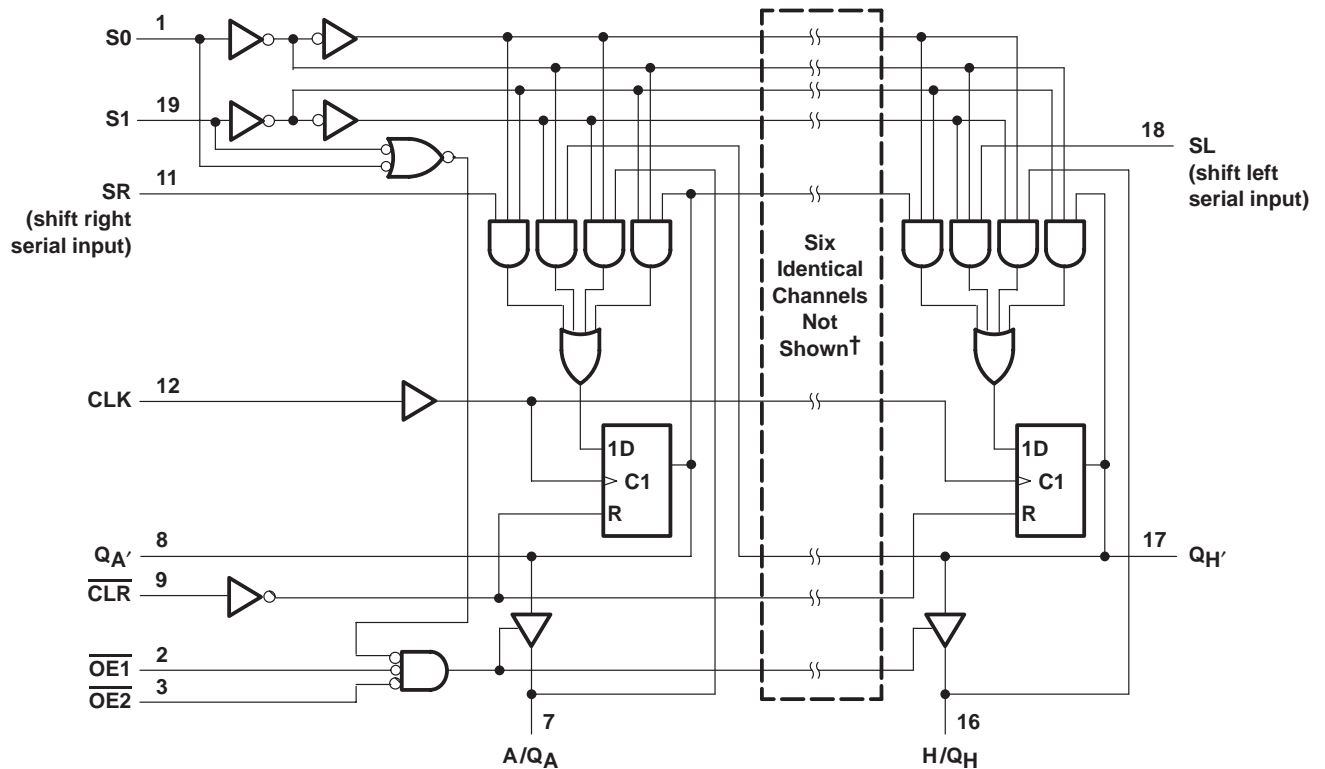 S0 1
S1 19
18 SL
(shift left
serial input)
SR 11
(shift right
serial input)
Six
Identical
Channels
Not
Shown†
CLK 12
1D
C1
R
1D
C1
R
QA′ 8
17 QH′
CLR 9
OE1 2
OE2 3
7
A/QA
16
H/QH